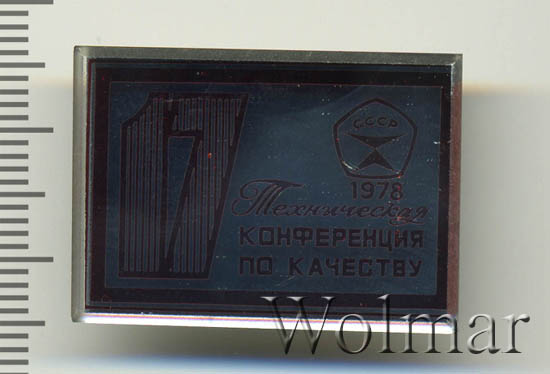 17
СССР
1978
Техническая
КОНФЕРЕНЦИЯ
ПО КАЧЕСТВУ
Wolmar